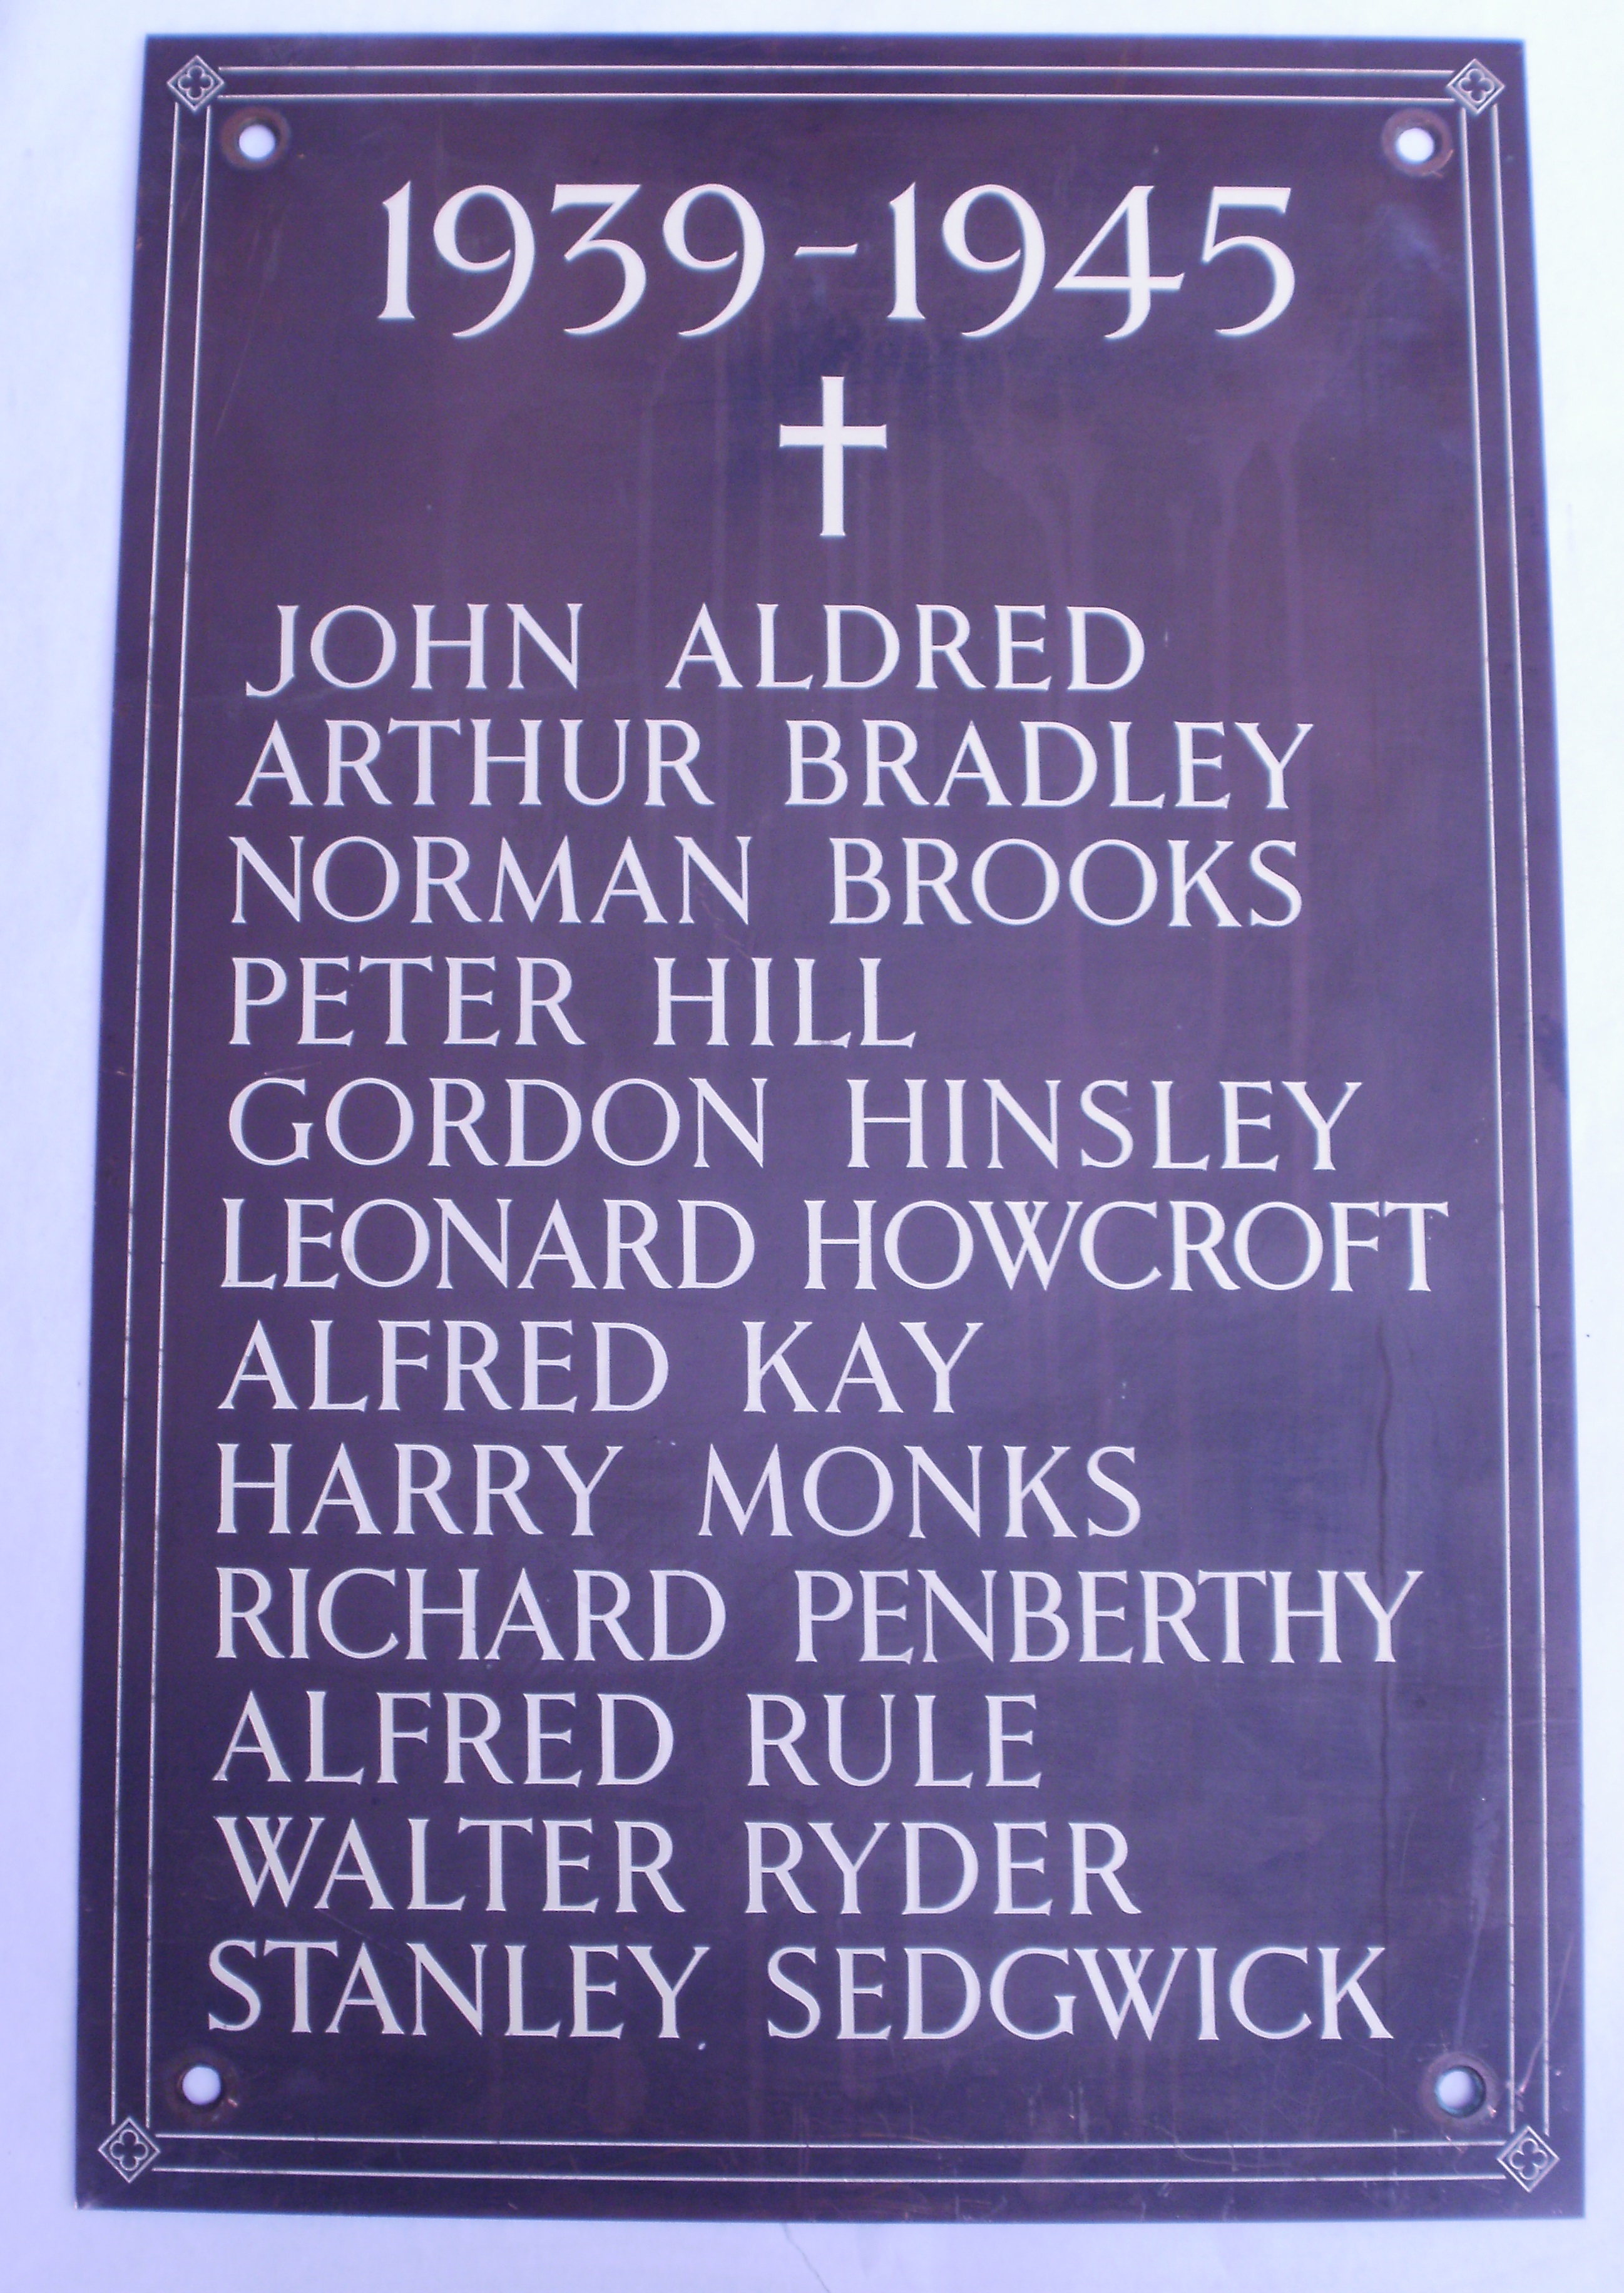 1939-1945
JOHN ALDRED
ARTHUR BRADLEY
NORMAN BROOKS
PETER HILL
GORDON HINSLEY
LEONARD HOWCROFT
ALFRED KAY
HARRY MONKS
RICHARD PENBERTHY
ALFRED RULE
WALTER RYDER
STANLEY SEDGWICK